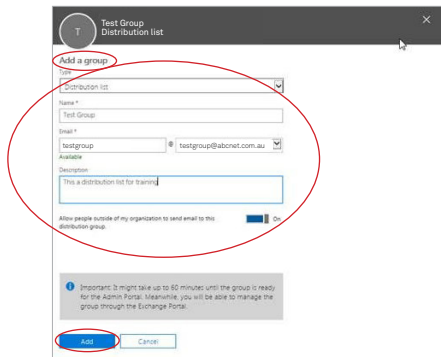 T
Test Group
Distribution list
Add a group
Type
Distribution list
Name *
Test Group
Email *
testgroup @ testgroup@abcnet.com.au
Available
Description
This a distribution list for training
Allow people outside of my organization to send email to this
distribution group.
On
Important: It might take up to 60 minutes until the group is ready
for the Admin Portal. Meanwhile, you will be able to manage the
group through the Exchange Portal.
Add
Cancel